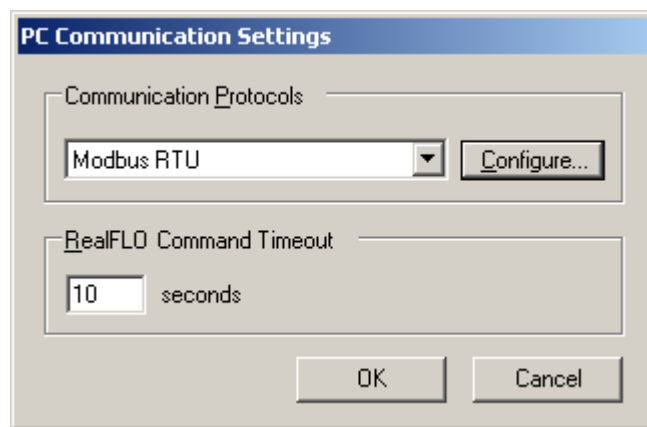 PC Communication Settings
Communication Protocols
Modbus RTU Configure...
RealFLO Command Timeout
10 seconds
OK Cancel